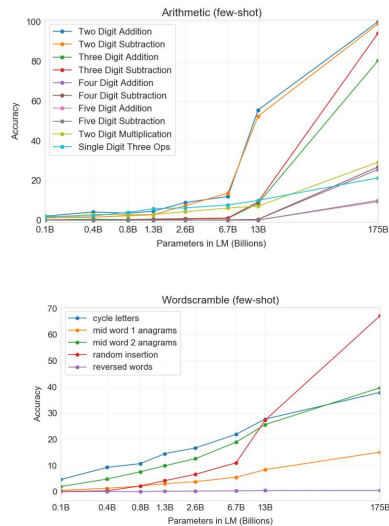 Arithmetic (few-shot)
100
80
60
40
20
0
Accuracy
Two Digit Addition
Two Digit Subtraction
Three Digit Addition
Three Digit Subtraction
Four Digit Addition
Four Digit Subtraction
Five Digit Addition
Five Digit Subtraction
Two Digit Multiplication
Single Digit Three Ops
0.1B 0.4B 0.8B 1.3B 2.6B 6.7B 13B 175B
Parameters in LM (Billions)
Wordscramble (few-shot)
70
60
50
40
30
20
10
0
Accuracy
cycle letters
mid word 1 anagrams
mid word 2 anagrams
random insertion
reversed words
0.1B 0.4B 0.8B 1.3B 2.6B 6.7B 13B 175B
Parameters in LM (Billions)